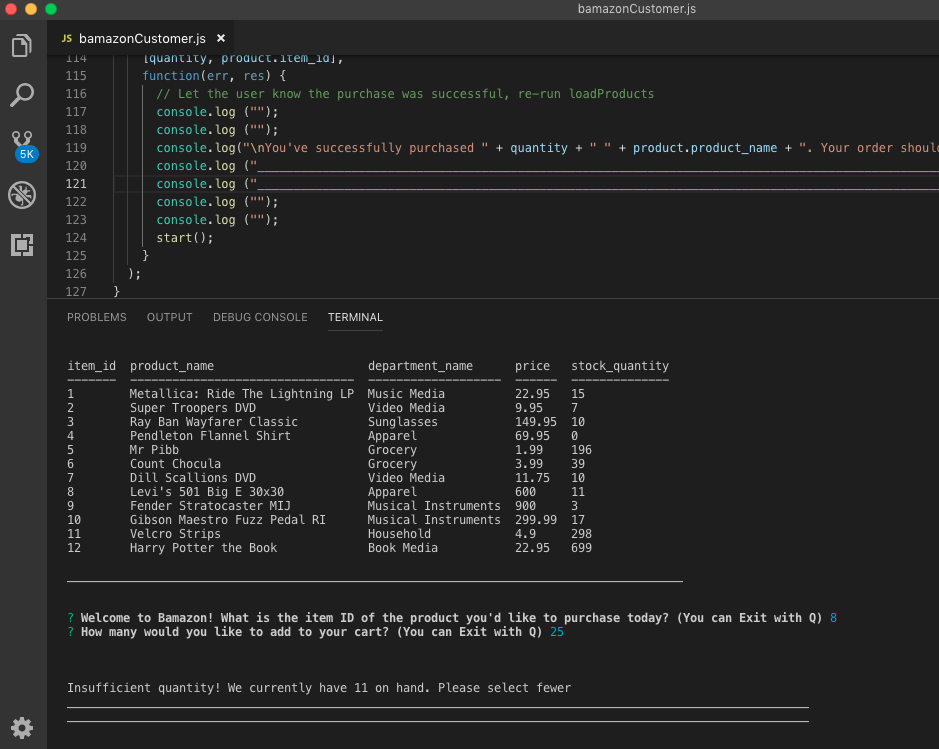 bamazonCustomer.js
JS bamazonCustomer.js ×
5K
114 [quantity, product.item_id],
115 function(err, res) {
116 // Let the user know the purchase was successful, re-run loadProducts
117 console.log ("");
118 console.log ("");
119 console.log("\nYou've successfully purchased " + quantity + " " + product.product_name + ". Your order shoul
120 console.log ("____________________
121 console.log ("____________________
122 console.log ("");
123 console.log ("");
124 start();
125 }
126 );
127 }
PROBLEMS OUTPUT DEBUG CONSOLE TERMINAL
item_id product_name department_name price stock_quantity
------- -------------------------------- ------------------- ------ --------------
1 Metallica: Ride The Lightning LP Music Media 22.95 15
2 Super Troopers DVD Video Media 9.95 7
3 Ray Ban Wayfarer Classic Sunglasses 149.95 10
4 Pendleton Flannel Shirt Apparel 69.95 0
5 Mr Pibb Grocery 1.99 196
6 Count Chocula Grocery 3.99 39
7 Dill Scallions DVD Video Media 11.75 10
8 Levi's 501 Big E 30x30 Apparel 600 11
9 Fender Stratocaster MIJ Musical Instruments 900 3
10 Gibson Maestro Fuzz Pedal RI Musical Instruments 299.99 17
11 Velcro Strips Household 4.9 298
12 Harry Potter the Book Book Media 22.95 699
? Welcome to Bamazon! What is the item ID of the product you'd like to purchase today? (You can Exit with Q) 8
? How many would you like to add to your cart? (You can Exit with Q) 25
Insufficient quantity! We currently have 11 on hand. Please select fewer